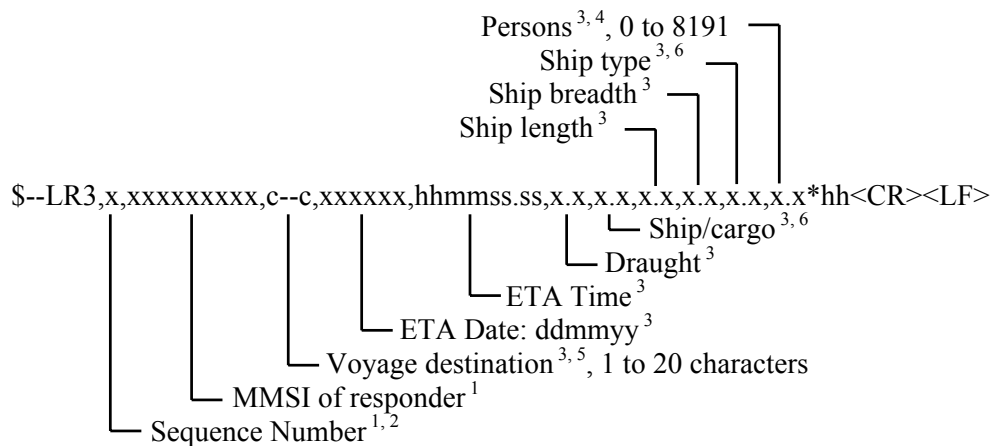 Persons 3, 4, 0 to 8191
Ship type 3, 6
Ship breadth 3
Ship length 3
$--LR3,x,xxxxxxxxx,c--c,xxxxxx,hhmmss.ss,x.x,x.x,x.x,x.x,x.x,x.x*hh<CR><LF>
Ship/cargo 3, 6
Draught 3
ETA Time 3
ETA Date: ddmmyy 3
Voyage destination 3, 5, 1 to 20 characters
MMSI of responder 1
Sequence Number 1, 2